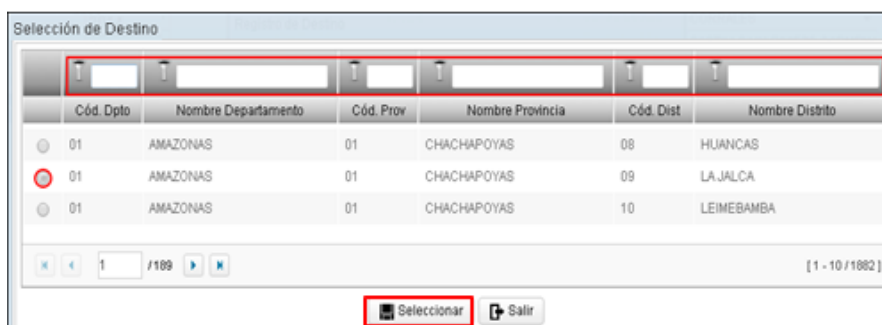 Selección de Destino
Cód. Dpto Nombre Departamento Cód. Prov Nombre Provincia Cód. Dist Nombre Distrito
01 AMAZONAS 01 CHACHAPOYAS 08 HUANCAS
01 AMAZONAS 01 CHACHAPOYAS 09 LA JALCA
01 AMAZONAS 01 CHACHAPOYAS 10 LEIMEBAMBA
1 /189 [1 - 10 / 1882]
Seleccionar Salir